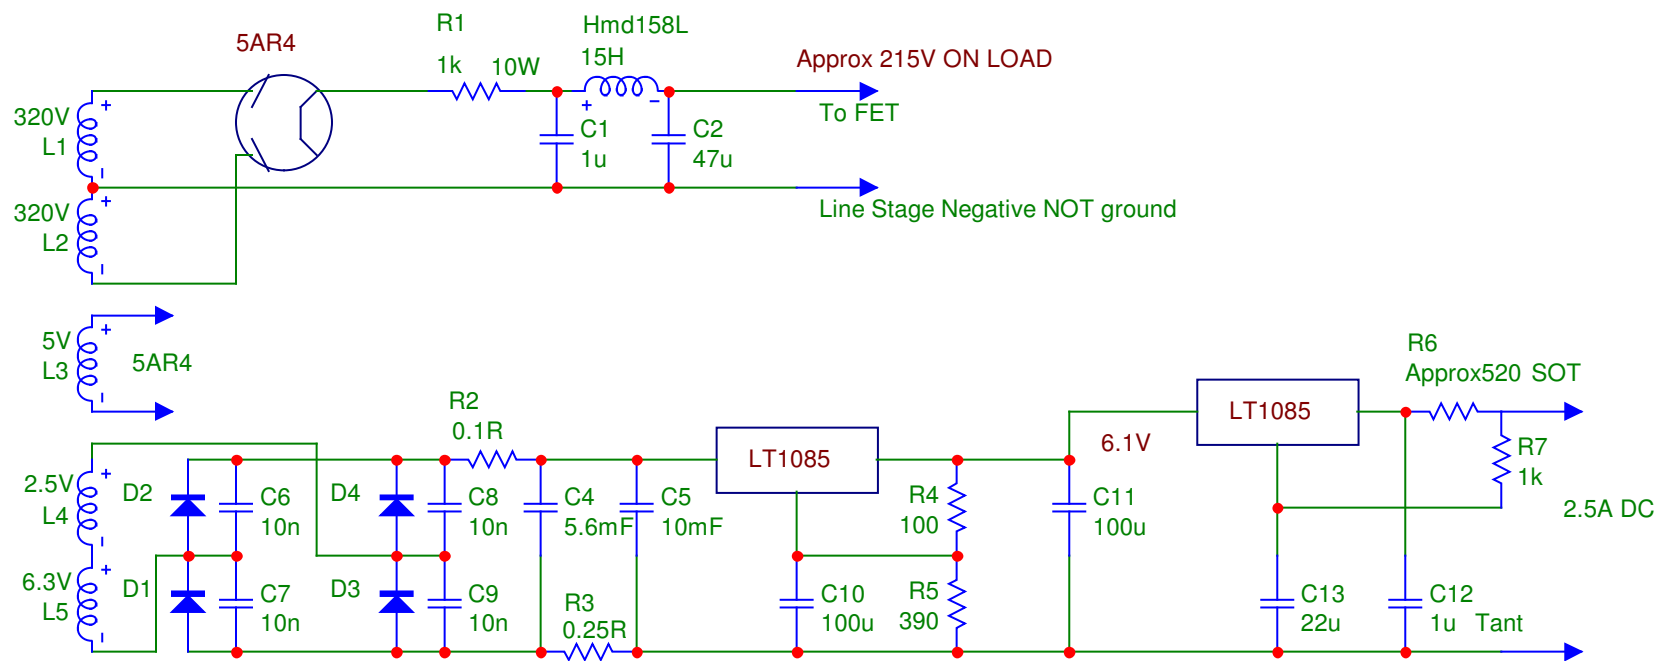 5AR4
R1
1k 10W
Hmd158L
15H
Approx 215V ON LOAD
320V
L1
+
-
+
-
C1
1u
C2
47u
To FET
320V
L2
+
-
Line Stage Negative NOT ground
5V
L3
+
-
5AR4
R2
0.1R
2.5V
L4
+
D2
C6
10n
D4
C8
10n
C4
5.6mF
C5
10mF
LT1085
R4
100
6.1V
C11
100u
LT1085
R6
Approx520 SOT
R7
1k
2.5A DC
6.3V
L5
+
-
D1
C7
10n
D3
C9
10n
R3
0.25R
C10
100u
R5
390
C13
22u
C12
1u Tant